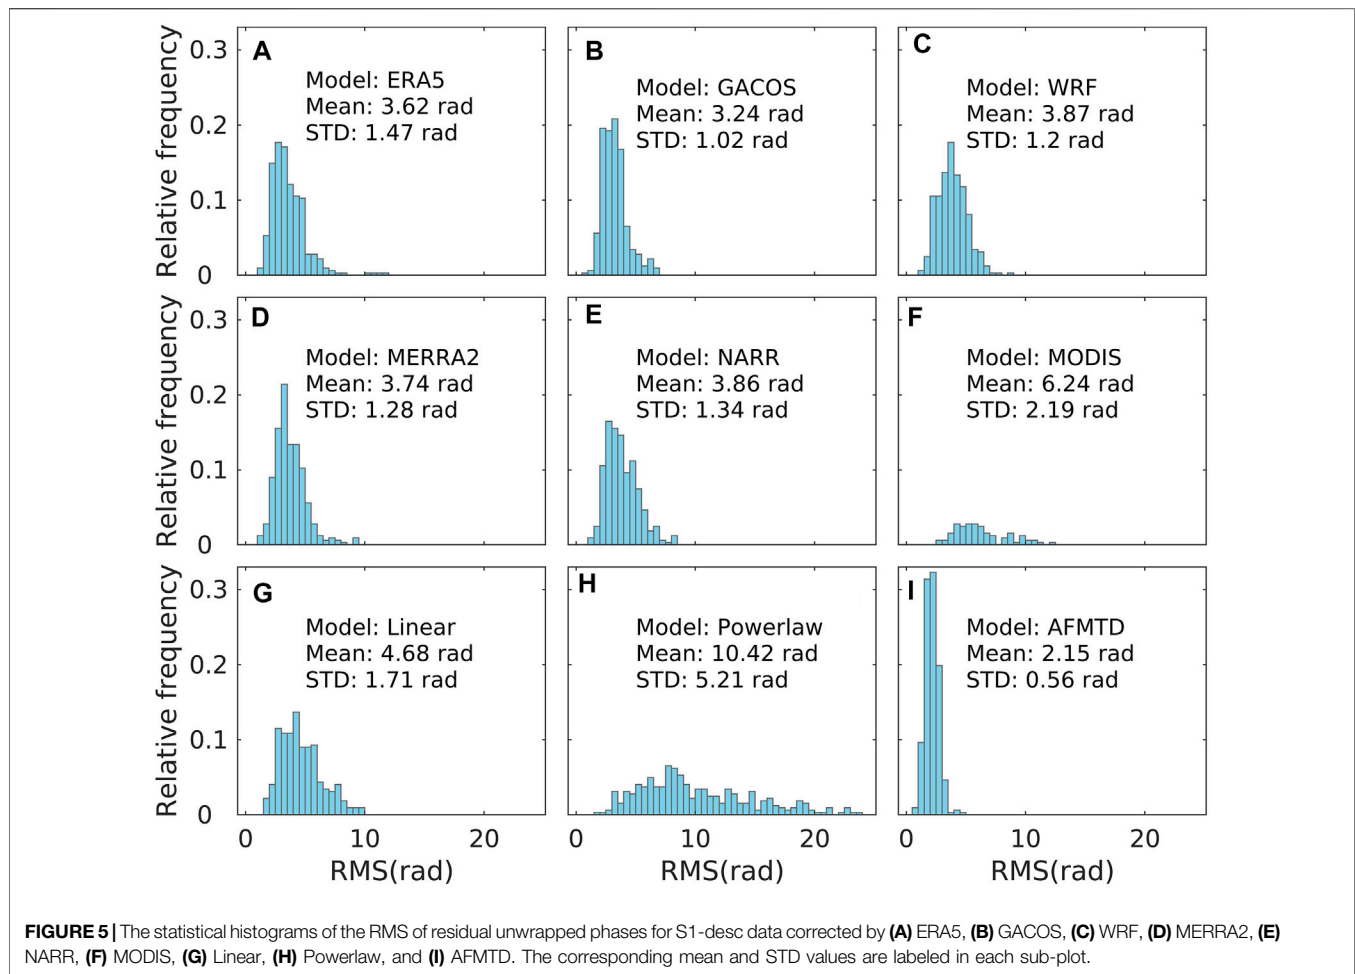 A
Model: ERA5
Mean: 3.62 rad
STD: 1.47 rad
Relative frequency
0.3
0.2
0.1
0
B
Model: GACOS
Mean: 3.24 rad
STD: 1.02 rad
C
Model: WRF
Mean: 3.87 rad
STD: 1.2 rad
D
Model: MERRA2
Mean: 3.74 rad
STD: 1.28 rad
Relative frequency
0.3
0.2
0.1
0
E
Model: NARR
Mean: 3.86 rad
STD: 1.34 rad
F
Model: MODIS
Mean: 6.24 rad
STD: 2.19 rad
G
Model: Linear
Mean: 4.68 rad
STD: 1.71 rad
Relative frequency
0.3
0.2
0.1
0
0 10 20
RMS(rad)
H
Model: Powerlaw
Mean: 10.42 rad
STD: 5.21 rad
0 10 20
RMS(rad)
I
Model: AFMTD
Mean: 2.15 rad
STD: 0.56 rad
0 10 20
RMS(rad)
FIGURE 5 | The statistical histograms of the RMS of residual unwrapped phases for S1-desc data corrected by (A) ERA5, (B) GACOS, (C) WRF, (D) MERRA2, (E)
NARR, (F) MODIS, (G) Linear, (H) Powerlaw, and (I) AFMTD. The corresponding mean and STD values are labeled in each sub-plot.